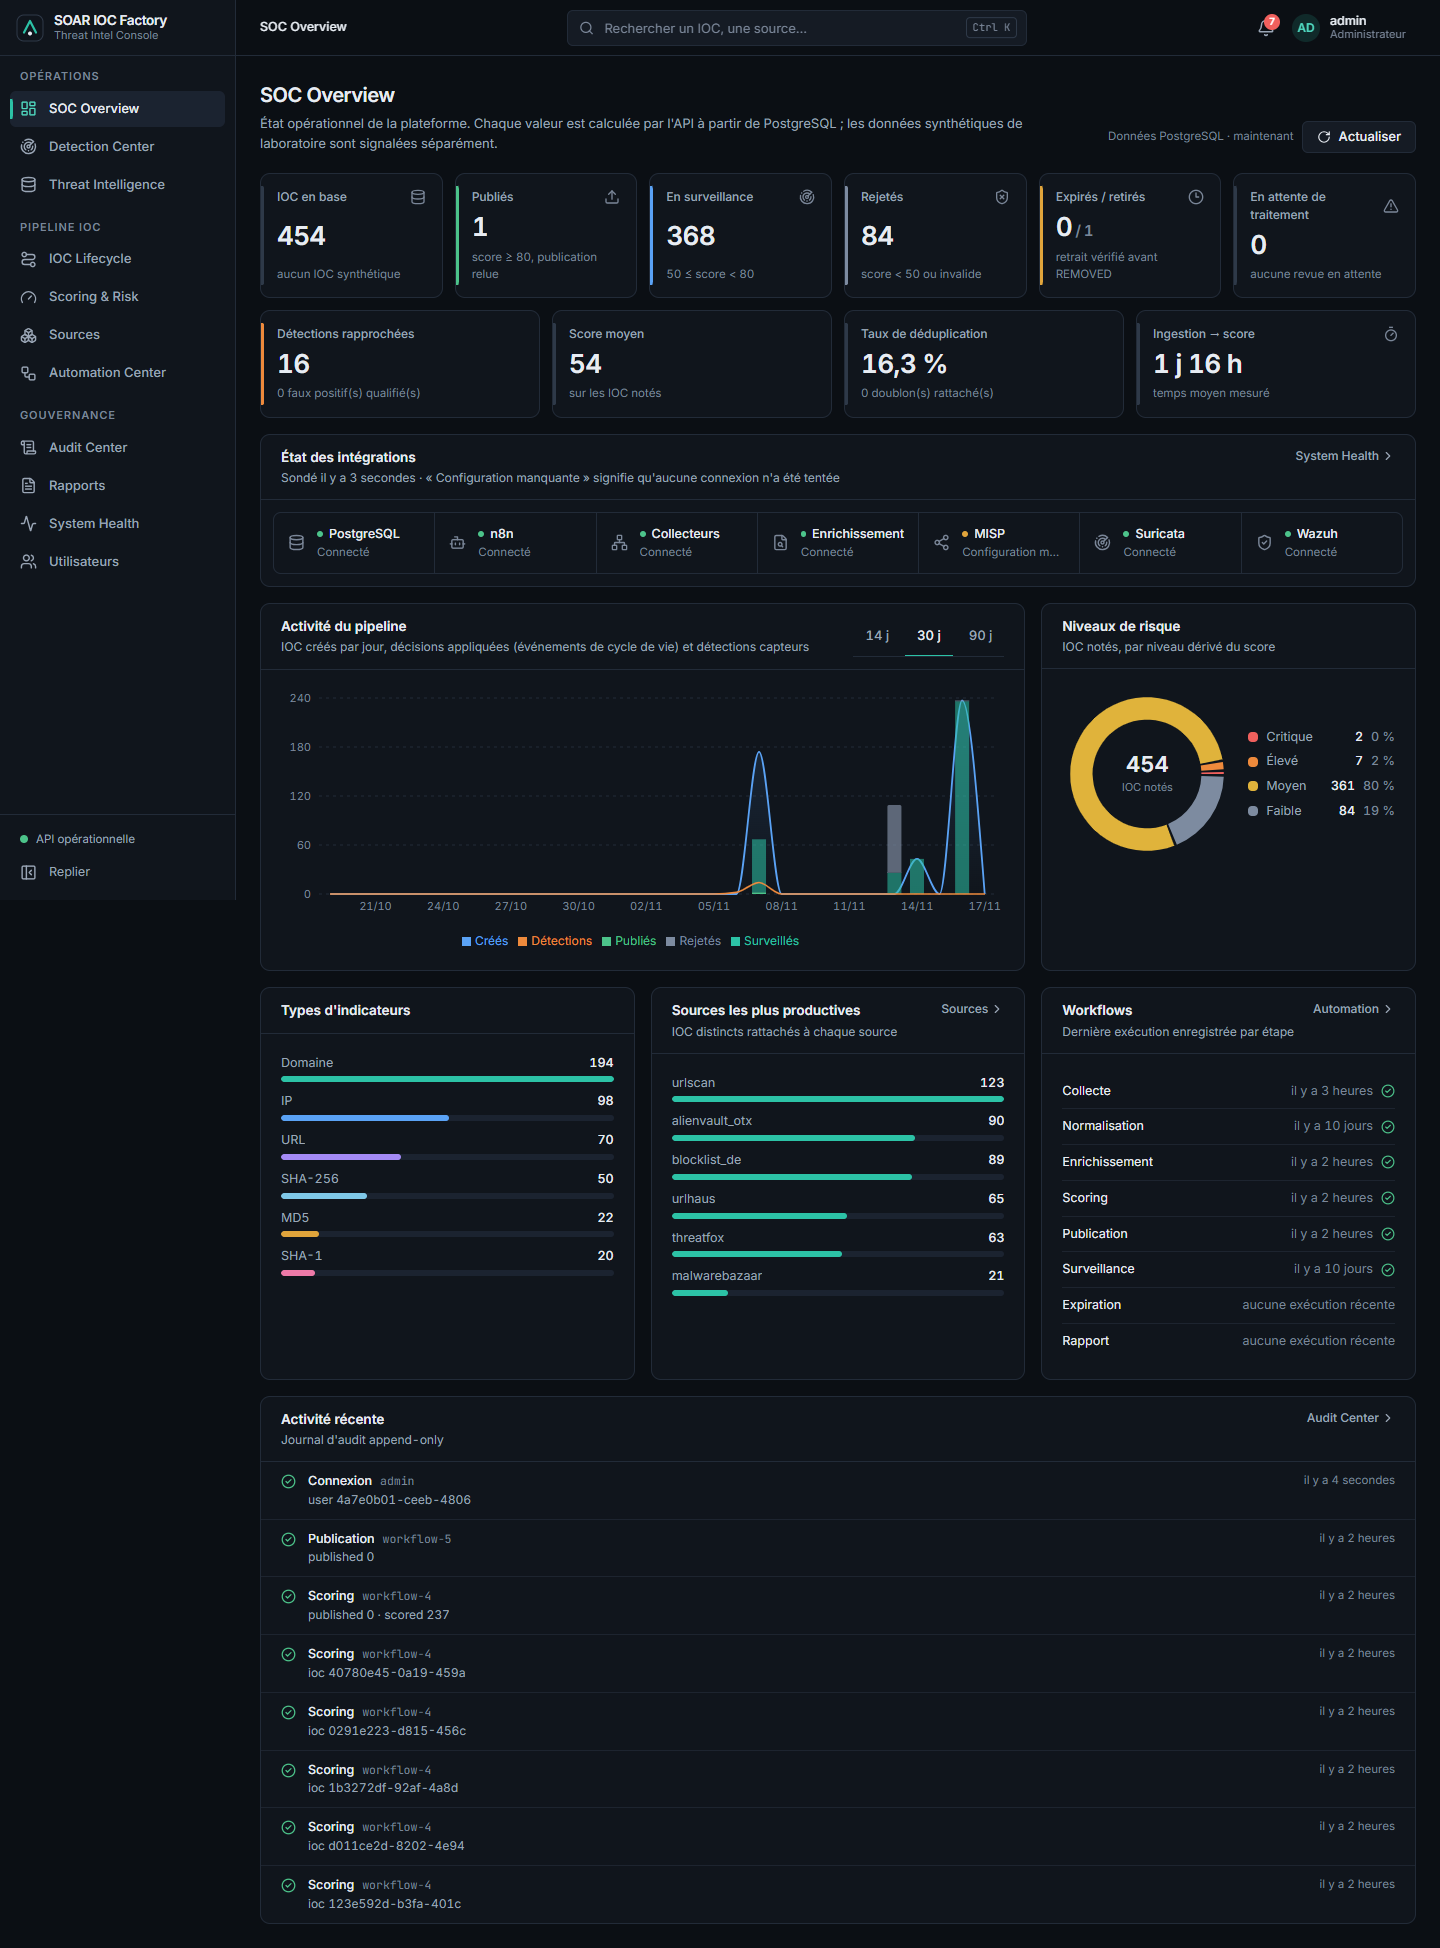 SOAR IOC Factory
Threat Intel Console
SOC Overview
Rechercher un IOC, une source...
Ctrl K
7
AD
admin
Administrateur
OPÉRATIONS
SOC Overview
Detection Center
Threat Intelligence
PIPELINE IOC
IOC Lifecycle
Scoring & Risk
Sources
Automation Center
GOUVERNANCE
Audit Center
Rapports
System Health
Utilisateurs
API opérationnelle
Replier
SOC Overview
État opérationnel de la plateforme. Chaque valeur est calculée par l'API à partir de PostgreSQL ; les données synthétiques de
laboratoire sont signalées séparément.
Données PostgreSQL · maintenant
Actualiser
IOC en base
454
aucun IOC synthétique
Publiés
1
score ≥ 80, publication
relue
En surveillance
368
50 ≤ score < 80
Rejetés
84
score < 50 ou invalide
Expirés / retirés
0 / 1
retrait vérifié avant
REMOVED
En attente de
traitement
0
aucune revue en attente
Détections rapprochées
16
0 faux positif(s) qualifié(s)
Score moyen
54
sur les IOC notés
Taux de déduplication
16,3 %
0 doublon(s) rattaché(s)
Ingestion → score
1 j 16 h
temps moyen mesuré
État des intégrations
Sondé il y a 3 secondes · « Configuration manquante » signifie qu'aucune connexion n'a été tentée
System Health
PostgreSQL
Connecté
n8n
Connecté
Collecteurs
Connecté
Enrichissement
Connecté
MISP
Configuration m...
Suricata
Connecté
Wazuh
Connecté
Activité du pipeline
IOC créés par jour, décisions appliquées (événements de cycle de vie) et détections capteurs
14 j
30 j
90 j
240
180
120
60
0
21/10
24/10
27/10
30/10
02/11
05/11
08/11
11/11
14/11
17/11
Créés
Détections
Publiés
Rejetés
Surveillés
Niveaux de risque
IOC notés, par niveau dérivé du score
454
IOC notés
Critique 2 0 %
Élevé 7 2 %
Moyen 361 80 %
Faible 84 19 %
Types d'indicateurs
Domaine 194
IP 98
URL 70
SHA-256 50
MD5 22
SHA-1 20
Sources les plus productives
IOC distincts rattachés à chaque source
Sources
urlscan 123
alienvault_otx 90
blocklist_de 89
urlhaus 65
threatfox 63
malwarebazaar 21
Workflows
Dernière exécution enregistrée par étape
Automation
Collecte il y a 3 heures
Normalisation il y a 10 jours
Enrichissement il y a 2 heures
Scoring il y a 2 heures
Publication il y a 2 heures
Surveillance il y a 10 jours
Expiration aucune exécution récente
Rapport aucune exécution récente
Activité récente
Journal d'audit append-only
Audit Center
Connexion admin il y a 4 secondes
user 4a7e0b01-ceeb-4806
Publication workflow-5 il y a 2 heures
published 0
Scoring workflow-4 il y a 2 heures
published 0 · scored 237
Scoring workflow-4 il y a 2 heures
ioc 40780e45-0a19-459a
Scoring workflow-4 il y a 2 heures
ioc 0291e223-d815-456c
Scoring workflow-4 il y a 2 heures
ioc 1b3272df-92af-4a8d
Scoring workflow-4 il y a 2 heures
ioc d011ce2d-8202-4e94
Scoring workflow-4 il y a 2 heures
ioc 123e592d-b3fa-401c